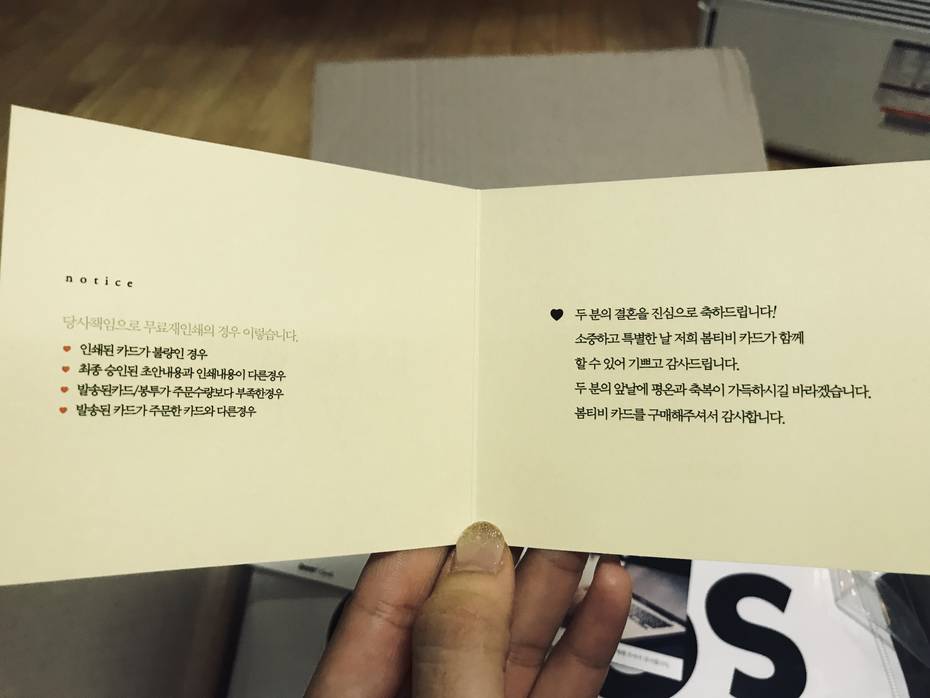 notice
당사책임으로 무료재인쇄의 경우 이렇습니다.
인쇄된 카드가 불량인 경우
최종 승인된 초안내용과 인쇄내용이 다른경우
발송된카드/봉투가 주문수량보다 부족한경우
발송된 카드가 주문한 카드와 다른경우
두 분의 결혼을 진심으로 축하드립니다!
소중하고 특별한 날 저희 봄티비 카드가 함께
할 수 있어 기쁘고 감사드립니다.
두 분의 앞날에 평온과 축복이 가득하시길 바라겠습니다.
봄티비 카드를 구매해주셔서 감사합니다.
S